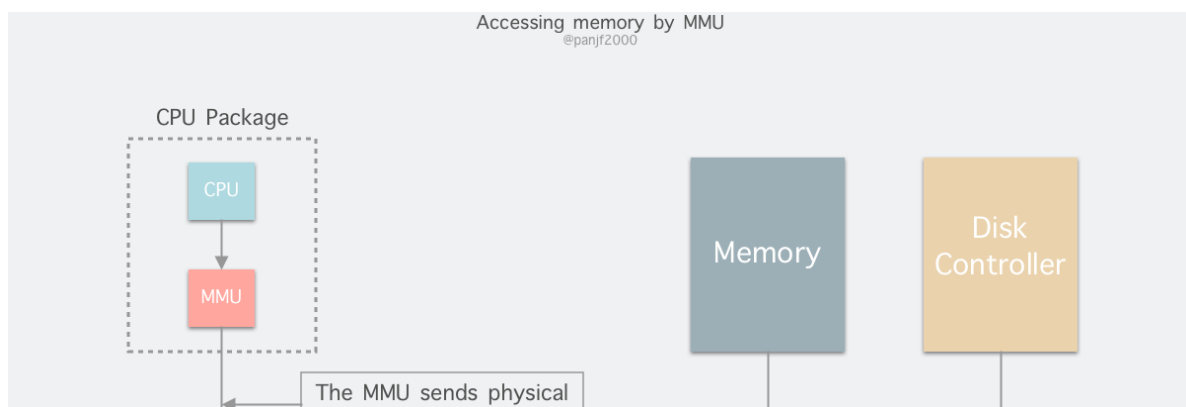 Accessing memory by MMU
@panjf2000
CPU Package
CPU
MMU
Memory
Disk
Controller
The MMU sends physical